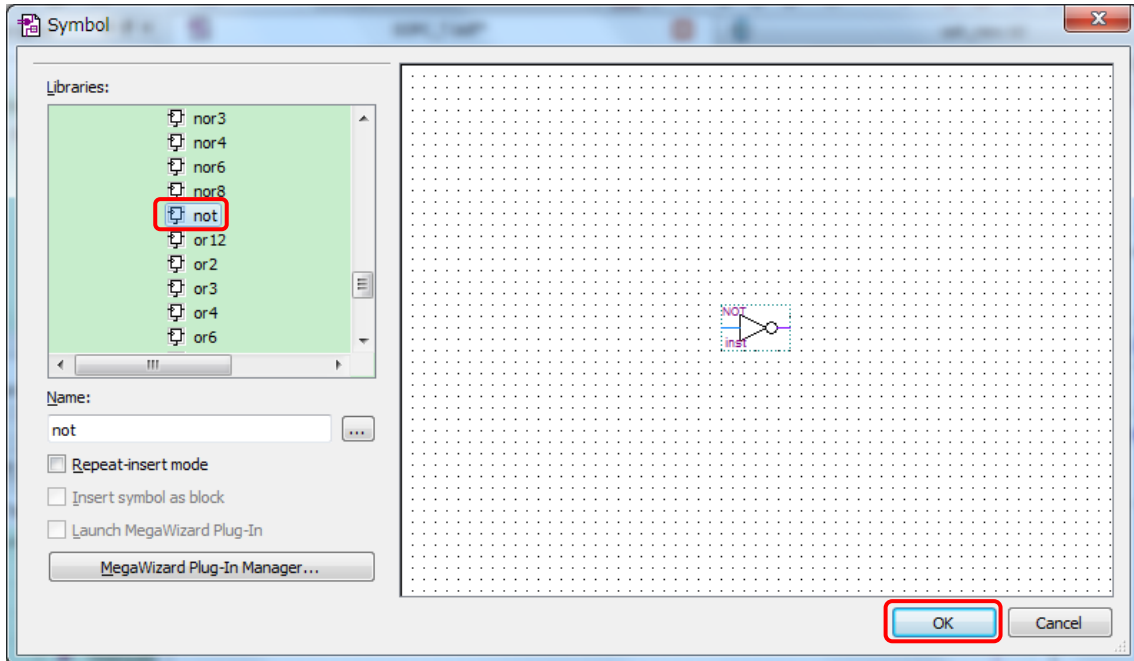 Symbol
Libraries:
nor3
nor4
nor6
nor8
not
or12
or2
or3
or4
or6
Name:
not
...
Repeat-insert mode
Insert symbol as block
Launch MegaWizard Plug-In
MegaWizard Plug-In Manager...
NOT
inst
OK
Cancel